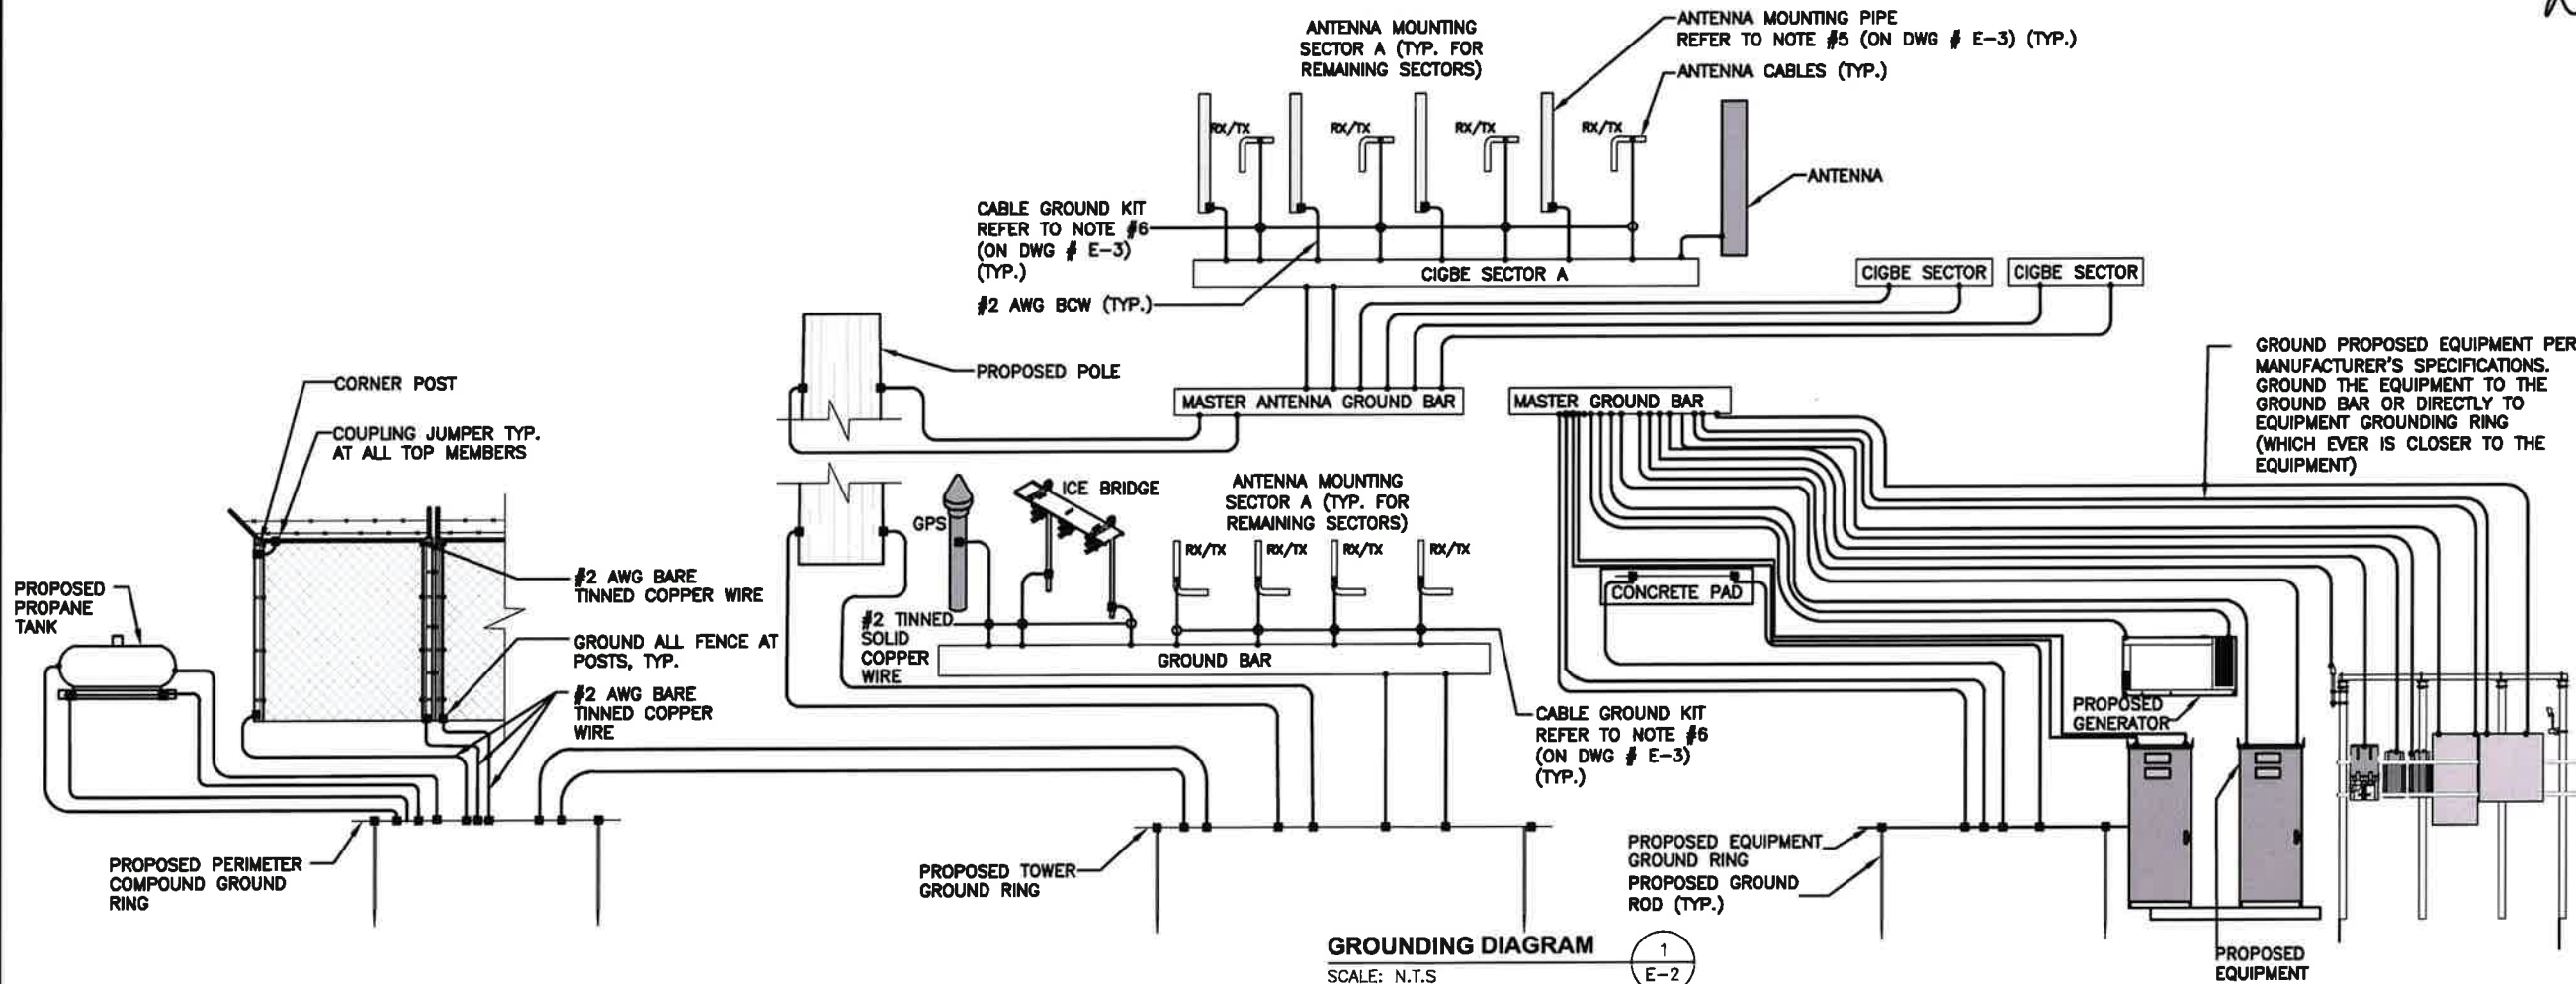 ANTENNA MOUNTING
SECTOR A (TYP. FOR
REMAINING SECTORS)
ANTENNA MOUNTING PIPE
REFER TO NOTE #5 (ON DWG # E-3) (TYP.)
ANTENNA CABLES (TYP.)
RX/TX
RX/TX
RX/TX
RX/TX
ANTENNA
CABLE GROUND KIT
REFER TO NOTE #6
(ON DWG # E-3)
(TYP.)
#2 AWG BCW (TYP.)
CIGBE SECTOR A
CIGBE SECTOR
CIGBE SECTOR
PROPOSED POLE
MASTER ANTENNA GROUND BAR
MASTER GROUND BAR
GROUND PROPOSED EQUIPMENT PER
MANUFACTURER'S SPECIFICATIONS.
GROUND THE EQUIPMENT TO THE
GROUND BAR OR DIRECTLY TO
EQUIPMENT GROUNDING RING
(WHICH EVER IS CLOSER TO THE
EQUIPMENT)
CORNER POST
COUPLING JUMPER TYP.
AT ALL TOP MEMBERS
GPS
ICE BRIDGE
ANTENNA MOUNTING
SECTOR A (TYP. FOR
REMAINING SECTORS)
RX/TX
RX/TX
RX/TX
RX/TX
PROPOSED
PROPANE
TANK
#2 AWG BARE
TINNED COPPER WIRE
GROUND ALL FENCE AT
POSTS, TYP.
#2 AWG BARE
TINNED COPPER
WIRE
#2 TINNED
SOLID
COPPER
WIRE
GROUND BAR
CONCRETE PAD
CABLE GROUND KIT
REFER TO NOTE #6
(ON DWG # E-3)
(TYP.)
PROPOSED
GENERATOR
PROPOSED PERIMETER
COMPOUND GROUND
RING
PROPOSED TOWER
GROUND RING
PROPOSED EQUIPMENT
GROUND RING
PROPOSED GROUND
ROD (TYP.)
PROPOSED
EQUIPMENT
GROUNDING DIAGRAM
SCALE: N.T.S
1
E-2